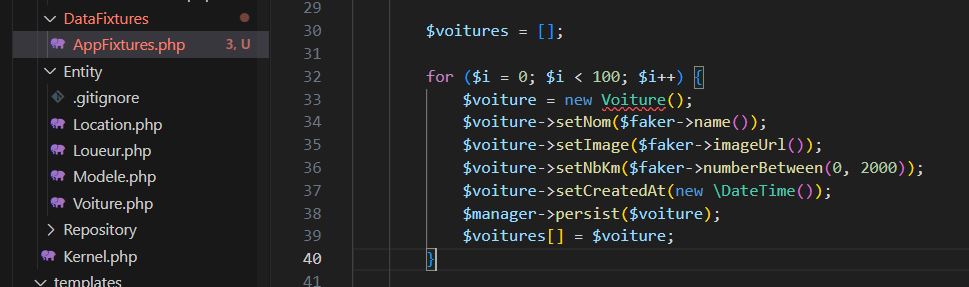 29
DataFixtures
30 $voitures = [];
AppFixtures.php 3, U
31
Entity
32 for ($i = 0; $i < 100; $i++) {
.gitignore
33 $voiture = new Voiture();
Location.php
34 $voiture->setNom($faker->name());
Loueur.php
35 $voiture->setImage($faker->imageUrl());
Modele.php
36 $voiture->setNbKm($faker->numberBetween(0, 2000));
37 $voiture->setCreatedAt(new \DateTime());
Voiture.php
38 $manager->persist($voiture);
Repository
39 $voitures[] = $voiture;
Kernel.php
40 }
templates
41